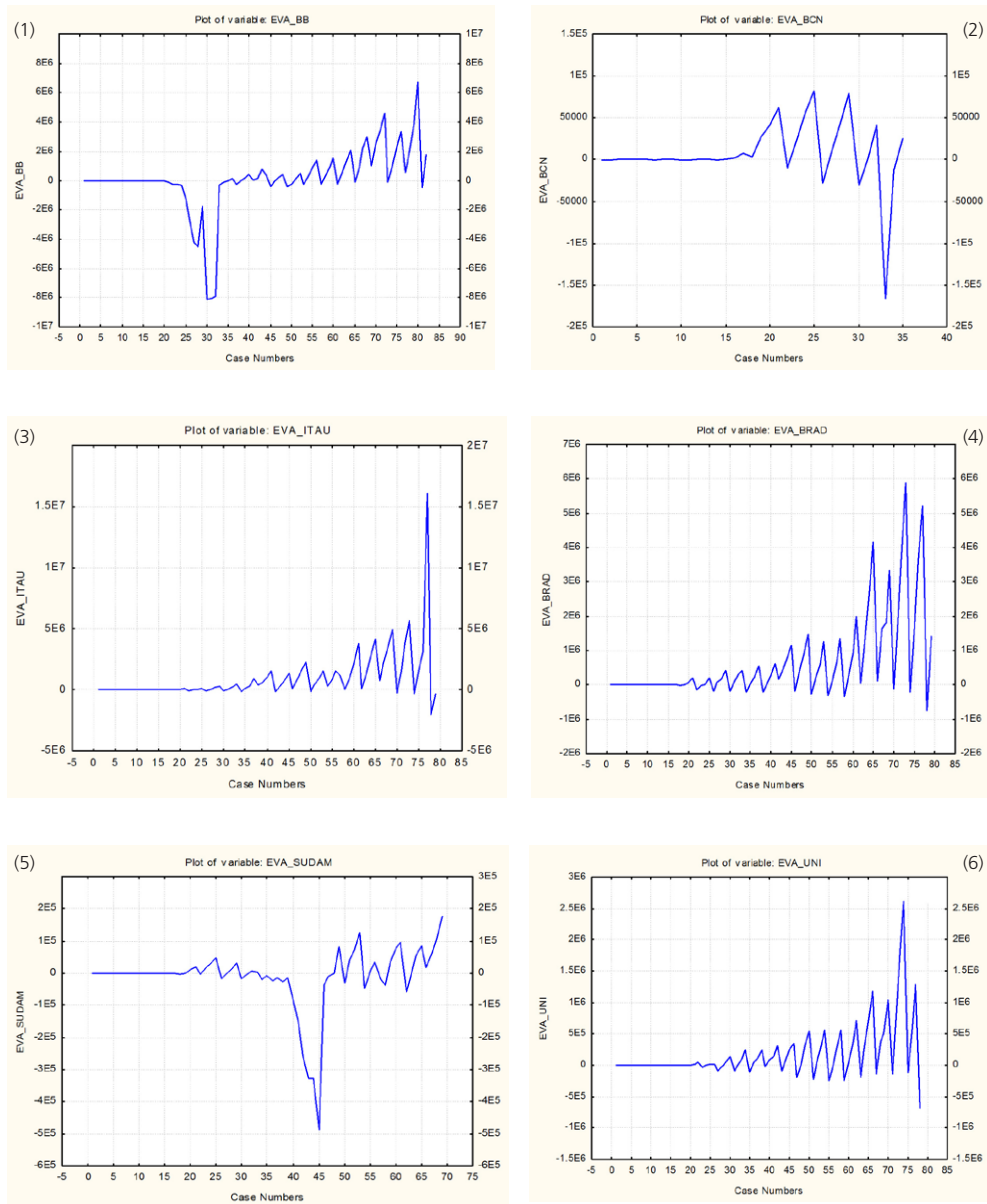 (1)
Plot of variable: EVA_BB
1E7 1E7
8E6 8E6
6E6 6E6
4E6 4E6
2E6 2E6
0 0
-2E6 -2E6
-4E6 -4E6
-6E6 -6E6
-8E6 -8E6
-1E7 -1E7
EVA_BB
-5 0 5 10 15 20 25 30 35 40 45 50 55 60 65 70 75 80 85 90
Case Numbers
(2)
Plot of variable: EVA_BCN
1.5E5
1E5 1E5
50000 50000
0 0
-50000 -50000
-1E5 -1E5
-1.5E5 -1.5E5
-2E5 -2E5
EVA_BCN
0 5 10 15 20 25 30 35 40
Case Numbers
(3)
Plot of variable: EVA_ITAU
2E7
1.5E7 1.5E7
1E7 1E7
5E6 5E6
0 0
-5E6 -5E6
EVA_ITAU
-5 0 5 10 15 20 25 30 35 40 45 50 55 60 65 70 75 80 85
Case Numbers
(4)
Plot of variable: EVA_BRAD
7E6
6E6 6E6
5E6 5E6
4E6 4E6
3E6 3E6
2E6 2E6
1E6 1E6
0 0
-1E6 -1E6
-2E6 -2E6
EVA_BRAD
-5 0 5 10 15 20 25 30 35 40 45 50 55 60 65 70 75 80 85
Case Numbers
(5)
Plot of variable: EVA_SUDAM
3E5
2E5 2E5
1E5 1E5
0 0
-1E5 -1E5
-2E5 -2E5
-3E5 -3E5
-4E5 -4E5
-5E5 -5E5
-6E5 -6E5
EVA_SUDAM
-5 0 5 10 15 20 25 30 35 40 45 50 55 60 65 70 75
Case Numbers
(6)
Plot of variable: EVA_UNI
3E6
2.5E6 2.5E6
2E6 2E6
1.5E6 1.5E6
1E6 1E6
5E5 5E5
0 0
-5E5 -5E5
-1E6 -1E6
-1.5E6 -1.5E6
EVA_UNI
-5 0 5 10 15 20 25 30 35 40 45 50 55 60 65 70 75 80 85
Case Numbers